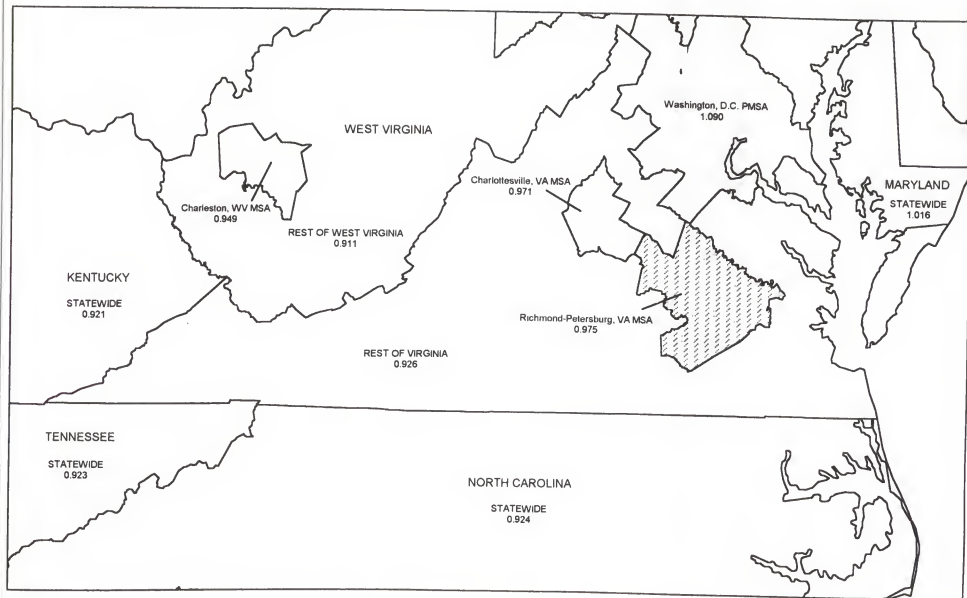 Washington, D.C. PMSA
1.090
WEST VIRGINIA
Charlottesville, VA MSA
0.971
MARYLAND
STATEWIDE
1.016
Charleston, WV MSA
0.949
REST OF WEST VIRGINIA
0.911
KENTUCKY
STATEWIDE
0.921
Richmond-Petersburg, VA MSA
0.975
REST OF VIRGINIA
0.926
TENNESSEE
STATEWIDE
0.923
NORTH CAROLINA
STATEWIDE
0.924